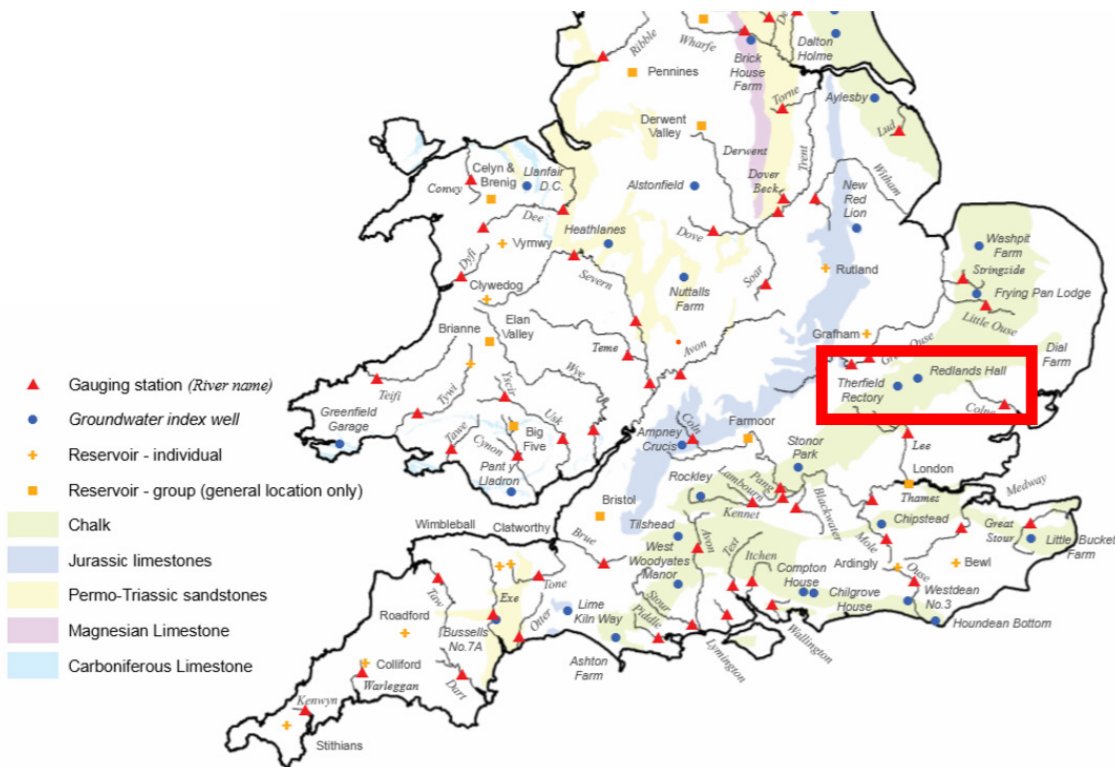 Ribble
Wharfe
Brick
House
Farm
Dalton
Holme
Pennines
Torne
Aylesby
Lud
Derwent
Valley
Derwent
Trent
Witham
Celyn &
Brenig
Llanfair
D.C.
Conwy
Alstonfield
Dover
Beck
New
Red
Lion
Dee
Heathlanes
Dove
Washpit
Farm
Vyrnwy
Dyfi
Stringside
Clywedog
Severn
Nuttalls
Farm
Soar
Rutland
Frying Pan Lodge
Little Ouse
Elan
Valley
Brianne
Teme
Avon
Grafham
Dial
Farm
Redlands Hall
Therfield
Rectory
Colne
Gauging station (River name)
Groundwater index well
Reservoir - individual
Reservoir - group (general location only)
Chalk
Jurassic limestones
Permo-Triassic sandstones
Magnesian Limestone
Carboniferous Limestone
Teifi
Tywi
Yscir
Wye
Greenfield
Garage
Tawe
Cynon
Big
Five
Usk
Pant y
Lladron
Coln
Ampney
Crucis
Farmoor
Stonor
Park
Lee
London
Rockley
Lambourn
Pang
Kennet
Blackwater
Thames
Medway
Bristol
Tilshead
Chipstead
Great
Stour
Little Bucket
Farm
Wimbleball
Clatworthy
Brue
West
Woodyates
Manor
Avon
Test
Itchen
Mole
Ardingly
Bewl
Compton
House
Chilgrove
House
Ouse
Westdean
No.3
Houndean Bottom
Taw
Exe
Tone
Otter
Lime
Kiln Way
Stour
Piddle
Roadford
Bussells
No.7A
Ashton
Farm
Lymington
Wallington
Colliford
Warleggan
Dart
Kenwyn
Stithians